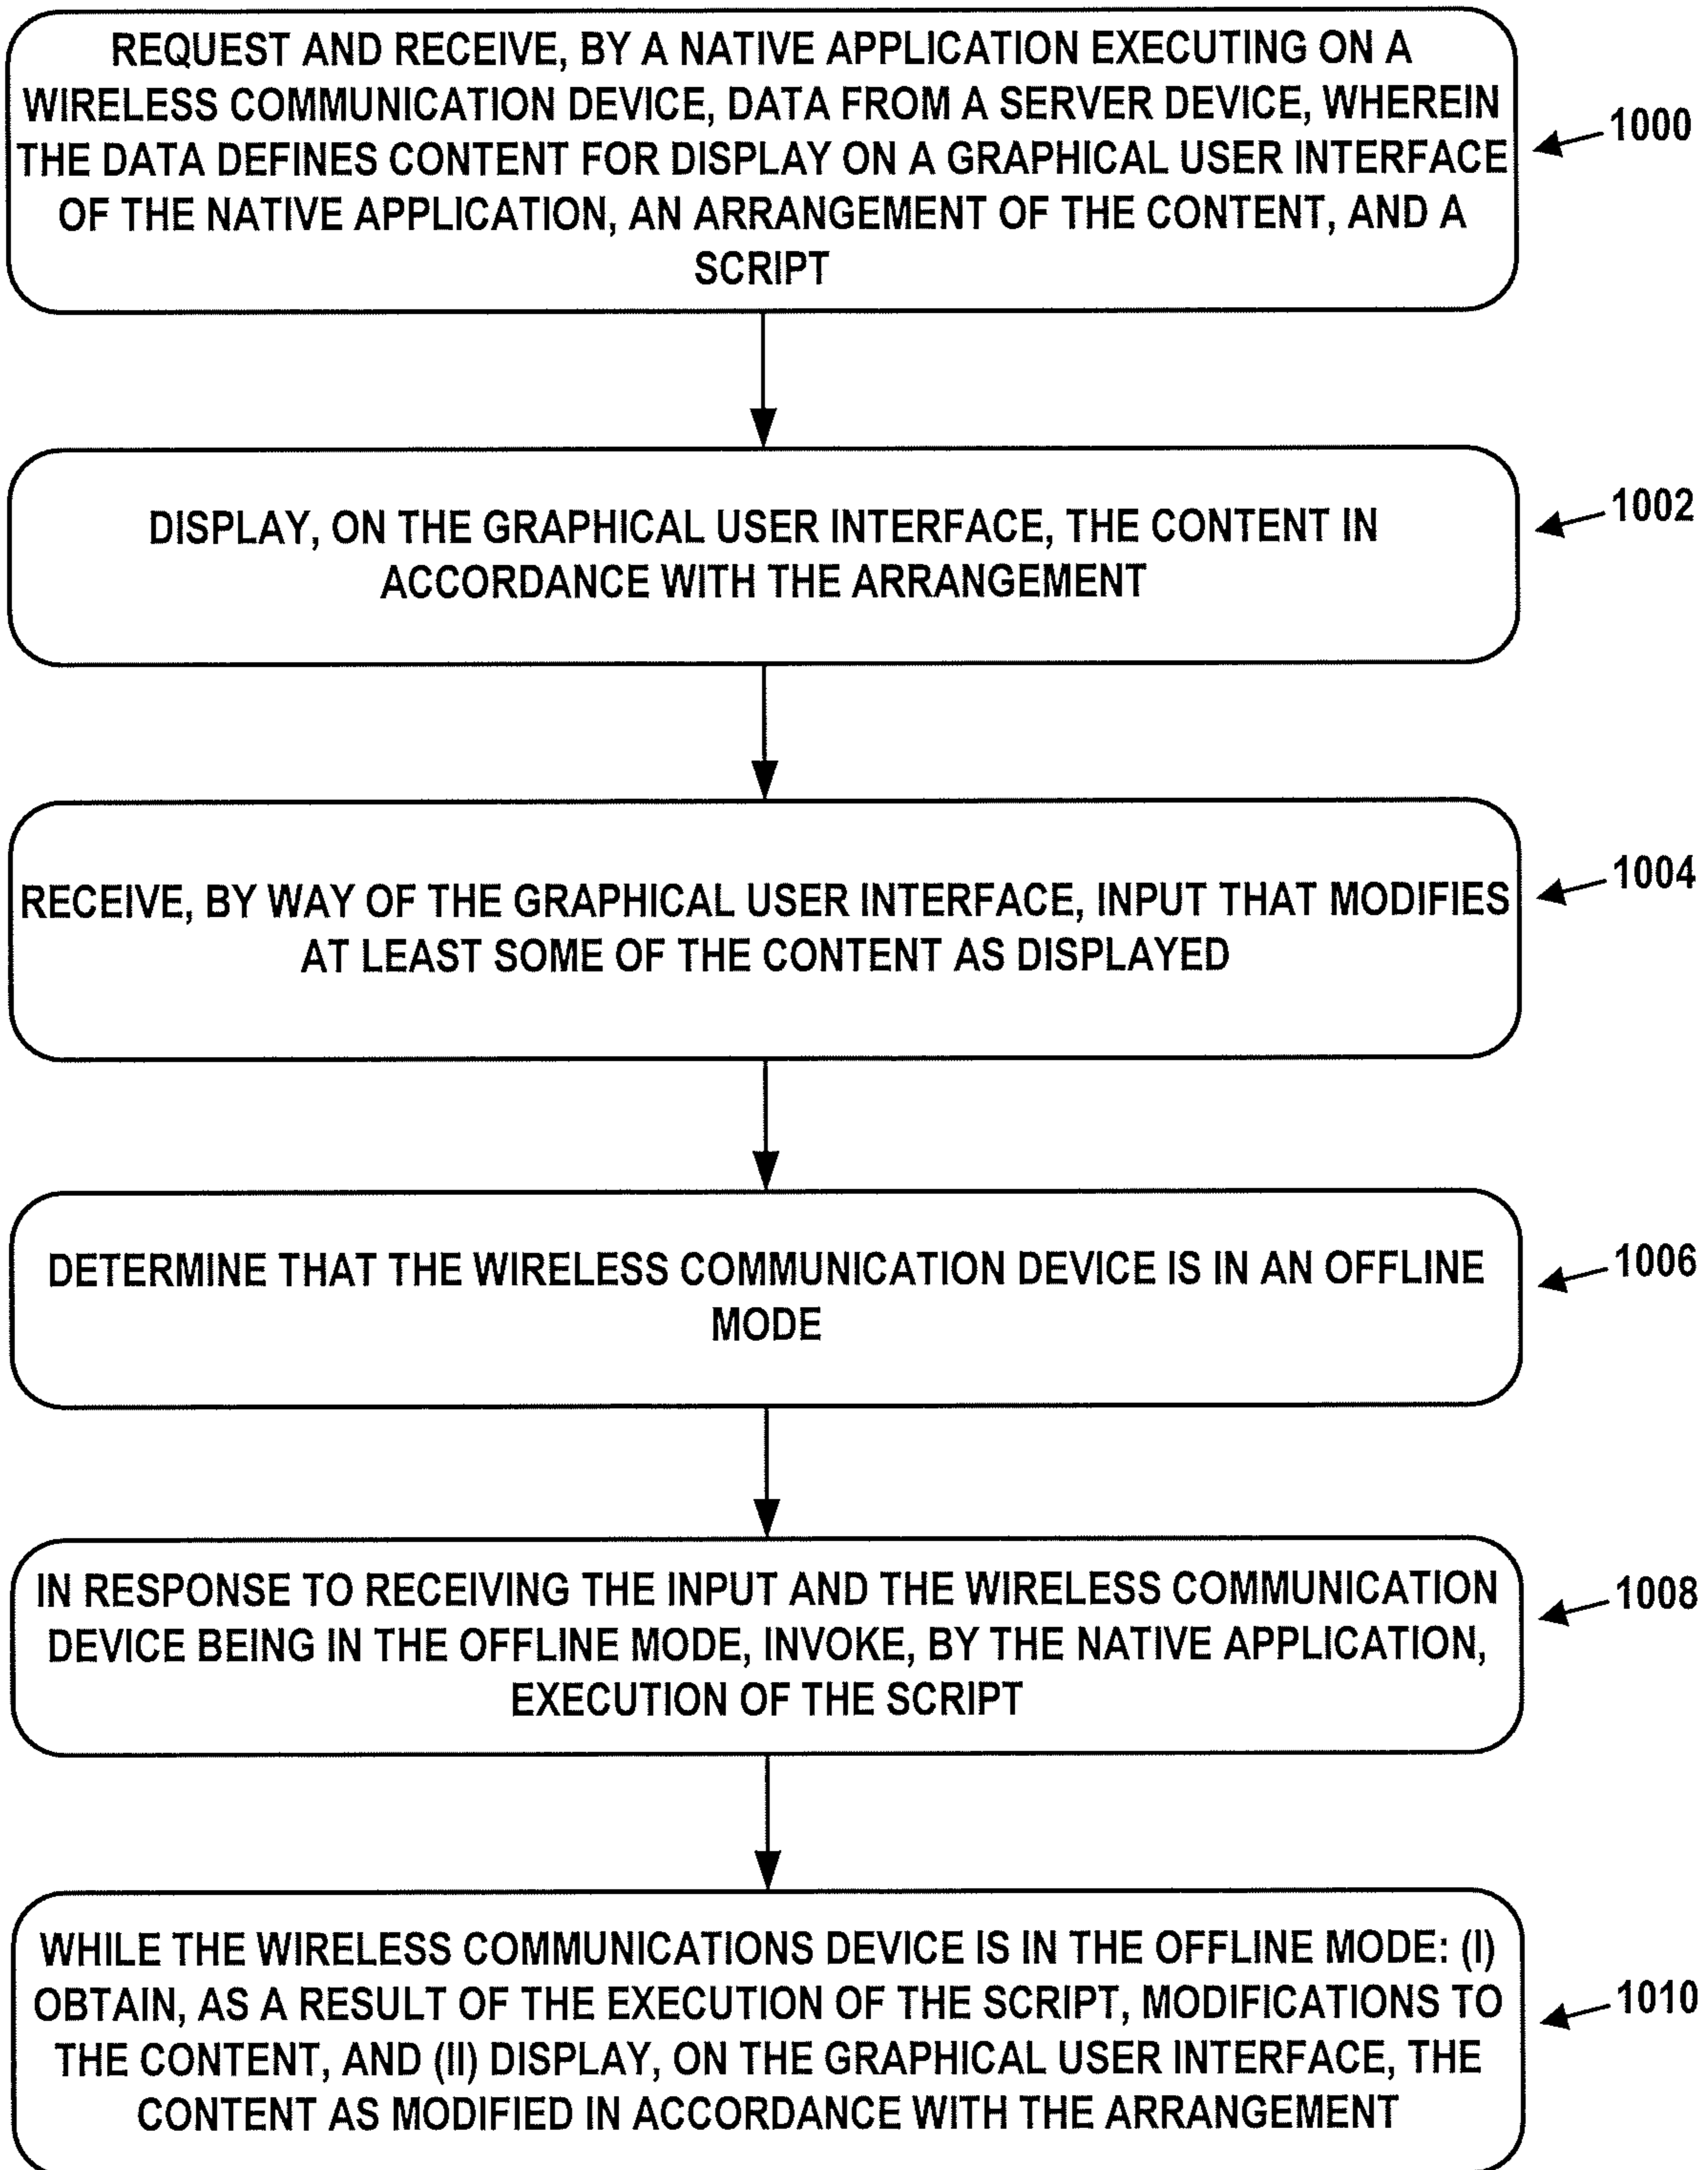 REQUEST AND RECEIVE, BY A NATIVE APPLICATION EXECUTING ON A
WIRELESS COMMUNICATION DEVICE, DATA FROM A SERVER DEVICE, WHEREIN
THE DATA DEFINES CONTENT FOR DISPLAY ON A GRAPHICAL USER INTERFACE
OF THE NATIVE APPLICATION, AN ARRANGEMENT OF THE CONTENT, AND A
SCRIPT
1000
DISPLAY, ON THE GRAPHICAL USER INTERFACE, THE CONTENT IN
ACCORDANCE WITH THE ARRANGEMENT
1002
RECEIVE, BY WAY OF THE GRAPHICAL USER INTERFACE, INPUT THAT MODIFIES
AT LEAST SOME OF THE CONTENT AS DISPLAYED
1004
DETERMINE THAT THE WIRELESS COMMUNICATION DEVICE IS IN AN OFFLINE
MODE
1006
IN RESPONSE TO RECEIVING THE INPUT AND THE WIRELESS COMMUNICATION
DEVICE BEING IN THE OFFLINE MODE, INVOKE, BY THE NATIVE APPLICATION,
EXECUTION OF THE SCRIPT
1008
WHILE THE WIRELESS COMMUNICATIONS DEVICE IS IN THE OFFLINE MODE: (I)
OBTAIN, AS A RESULT OF THE EXECUTION OF THE SCRIPT, MODIFICATIONS TO
THE CONTENT, AND (II) DISPLAY, ON THE GRAPHICAL USER INTERFACE, THE
CONTENT AS MODIFIED IN ACCORDANCE WITH THE ARRANGEMENT
1010